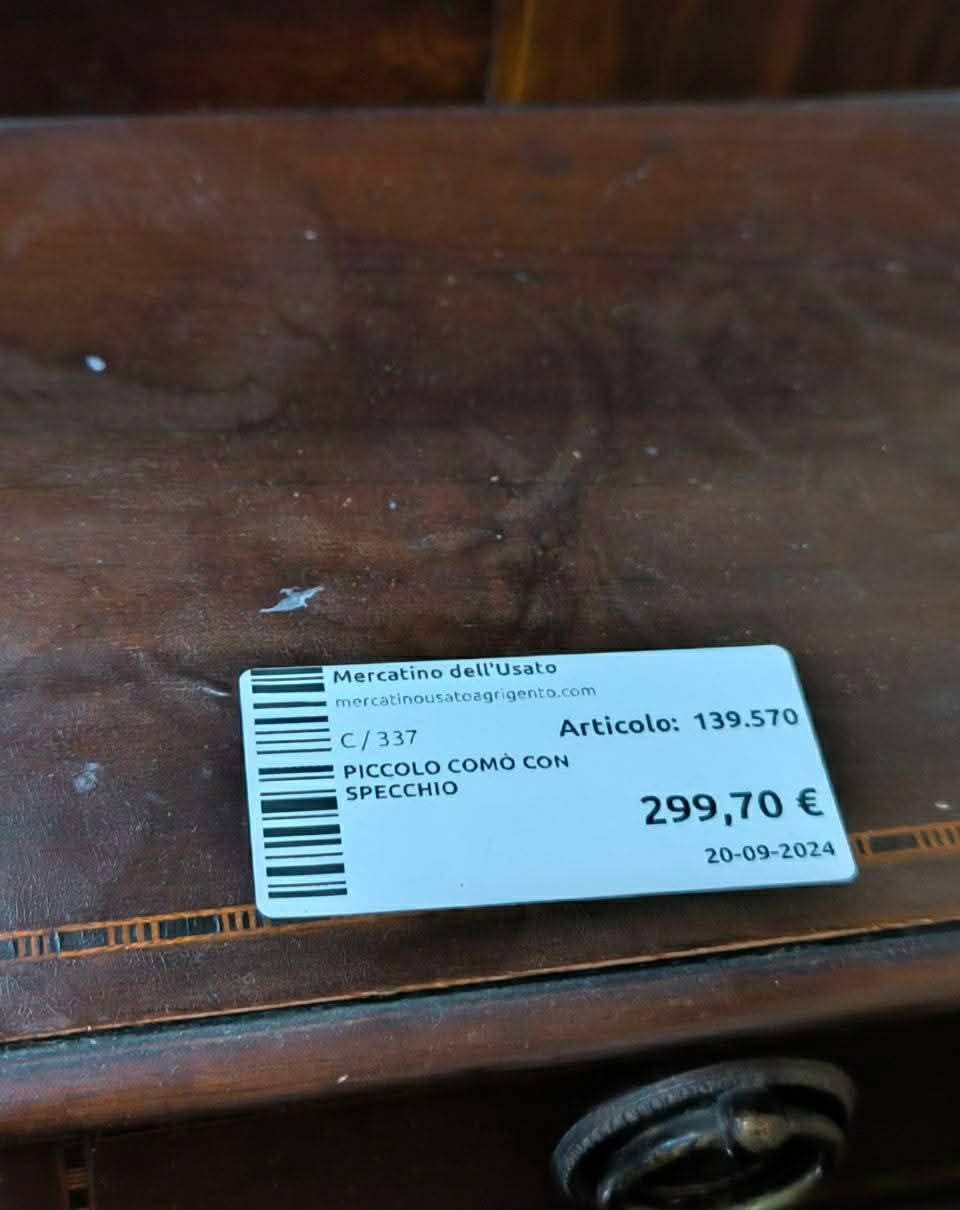 Mercatino dell'Usato
mercatinousatoagrigento.com
C / 337
Articolo: 139.570
PICCOLO COMÒ CON
SPECCHIO
299,70 €
20-09-2024